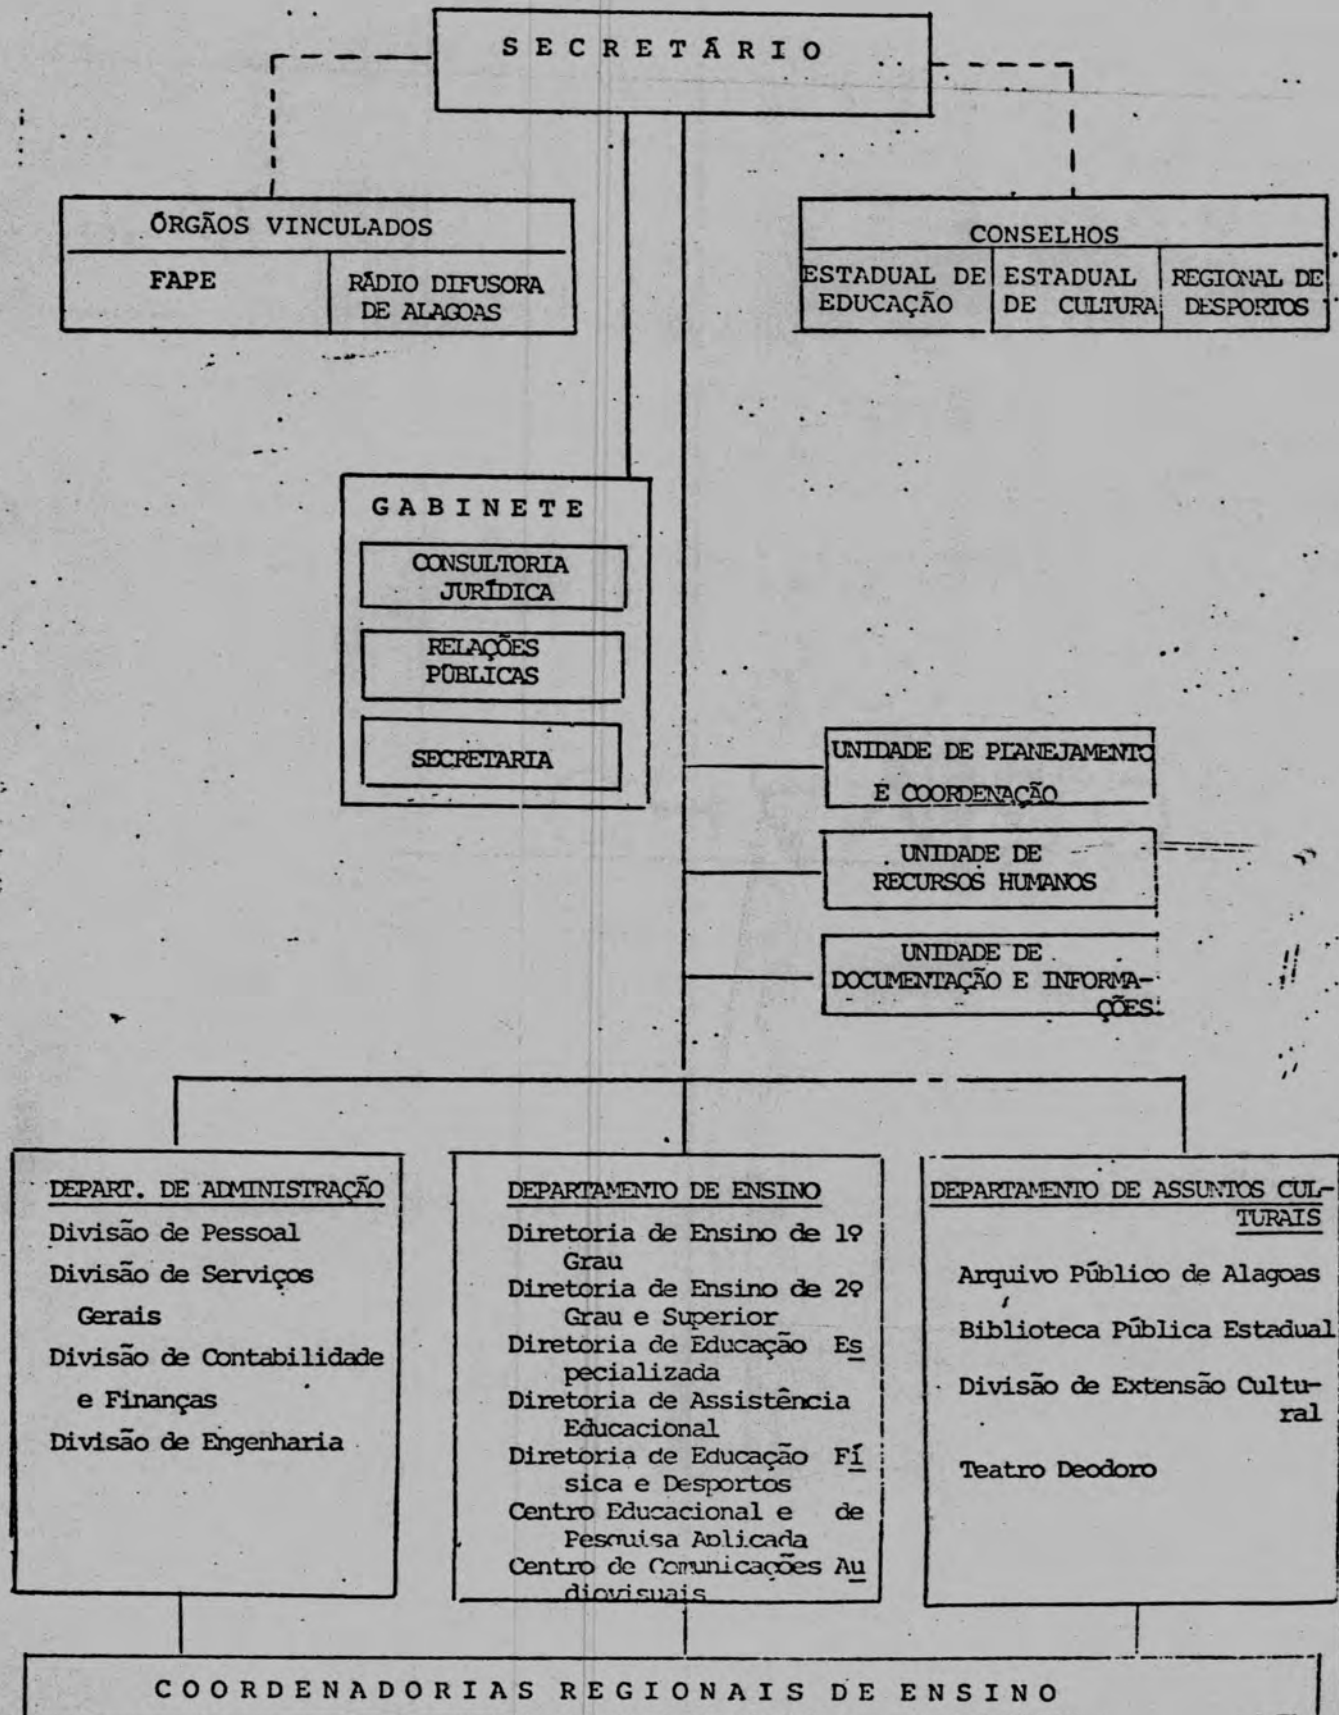 SECRETÁRIO
ÓRGÃOS VINCULADOS
FAPE
RÁDIO DIFUSORA
DE ALAGOAS
CONSELHOS
ESTADUAL DE
EDUCAÇÃO
ESTADUAL
DE CULTURA
REGIONAL DE
DESPORTOS
GABINETE
CONSULTORIA
JURÍDICA
RELAÇÕES
PÚBLICAS
SECRETARIA
UNIDADE DE PLANEJAMENTO
E COORDENAÇÃO
UNIDADE DE
RECURSOS HUMANOS
UNIDADE DE
DOCUMENTAÇÃO E INFORMA-
ÇÕES
DEPART. DE ADMINISTRAÇÃO
Divisão de Pessoal
Divisão de Serviços
Gerais
Divisão de Contabilidade
e Finanças
Divisão de Engenharia
DEPARTAMENTO DE ENSINO
Diretoria de Ensino de 1º
Grau
Diretoria de Ensino de 2º
Grau e Superior
Diretoria de Educação Es
pecializada
Diretoria de Assistência
Educacional
Diretoria de Educação Fí
sica e Desportos
Centro Educacional e de
Pesquisa Aplicada
Centro de Comunicações Au
diovisuais
DEPARTAMENTO DE ASSUNTOS CUL-
TURAIS
Arquivo Público de Alagoas
Biblioteca Pública Estadual
Divisão de Extensão Cultu-
ral
Teatro Deodoro
COORDENADORIAS REGIONAIS DE ENSINO